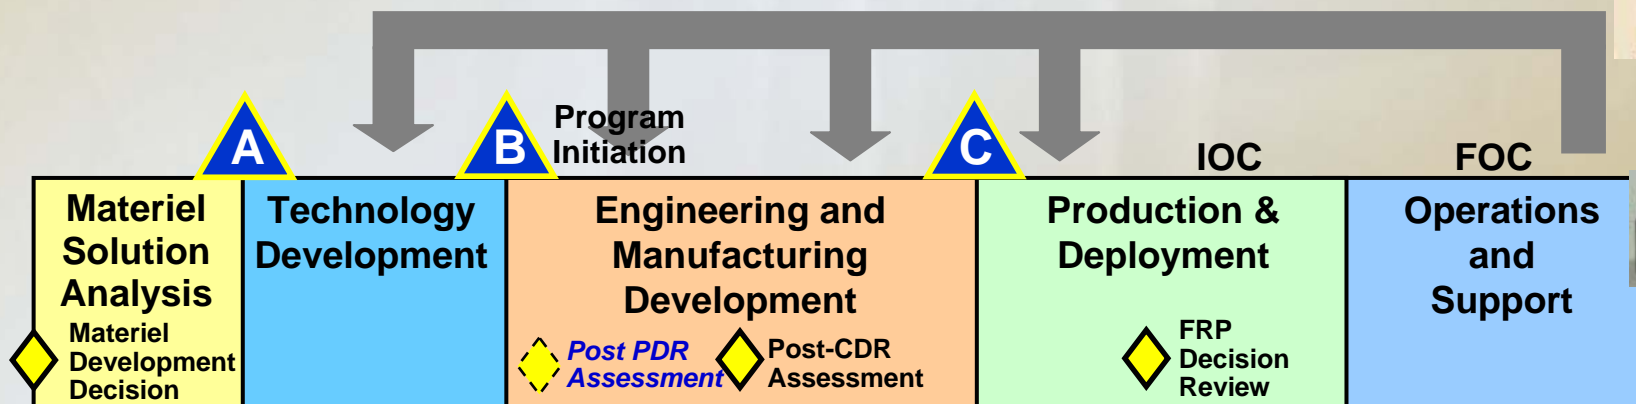 A
B
Program
Initiation
C
IOC
FOC
Materiel
Solution
Analysis
Technology
Development
Engineering and
Manufacturing
Development
Production &
Deployment
Operations
and
Support
Materiel
Development
Decision
Post PDR
Assessment
Post-CDR
Assessment
FRP
Decision
Review